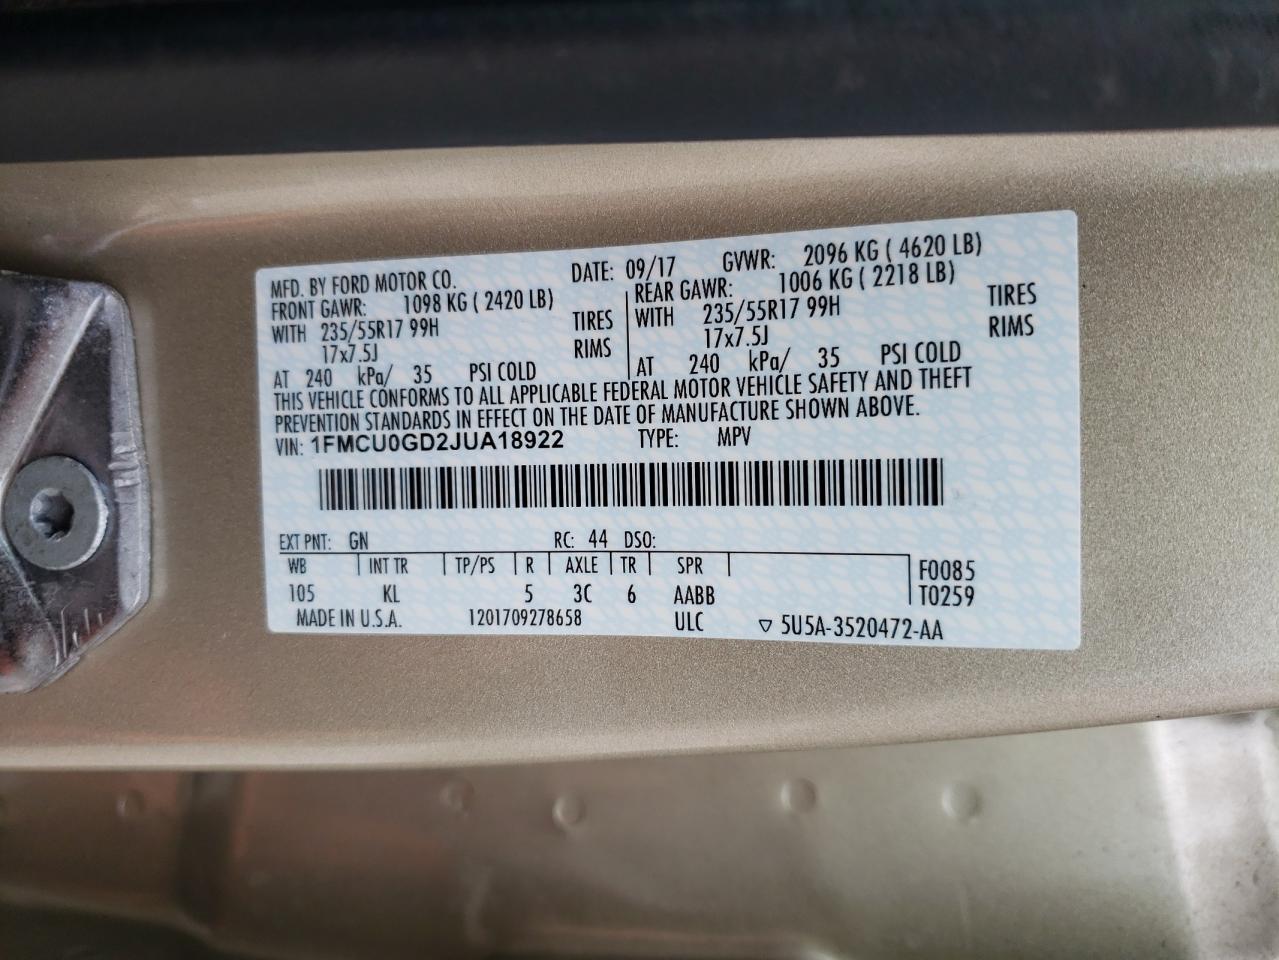 MFD. BY FORD MOTOR CO. DATE: 09/17 GVWR: 2096 KG ( 4620 LB)
FRONT GAWR: 1098 KG ( 2420 LB) REAR GAWR: 1006 KG ( 2218 LB)
WITH 235/55R17 99H TIRES WITH 235/55R17 99H TIRES
17x7.5J RIMS 17x7.5J RIMS
AT 240 kPa/ 35 PSI COLD AT 240 kPa/ 35 PSI COLD
THIS VEHICLE CONFORMS TO ALL APPLICABLE FEDERAL MOTOR VEHICLE SAFETY AND THEFT
PREVENTION STANDARDS IN EFFECT ON THE DATE OF MANUFACTURE SHOWN ABOVE.
VIN: 1FMCU0GD2JUA18922 TYPE: MPV
EXT PNT: GN RC: 44 DSO:
WB INT TR TP/PS R AXLE TR SPR F0085
105 KL 5 3C 6 AABB T0259
MADE IN U.S.A. 1201709278658 ULC ▽ 5U5A-3520472-AA